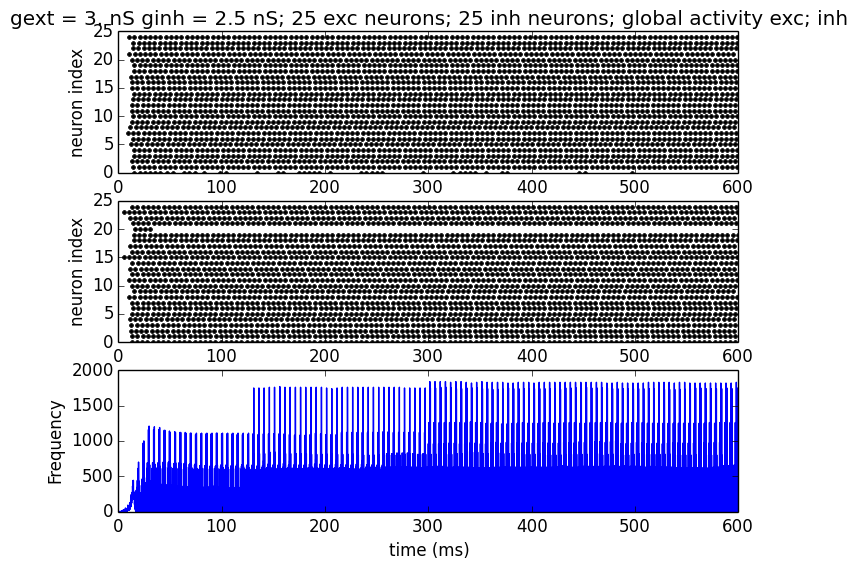 gext = 3, nS ginh = 2.5 nS; 25 exc neurons; 25 inh neurons; global activity exc; inh
25
20
15
10
5
0
neuron index
0 100 200 300 400 500 600
25
20
15
10
5
0
neuron index
0 100 200 300 400 500 600
2000
1500
1000
500
0
Frequency
0 100 200 300 400 500 600
time (ms)